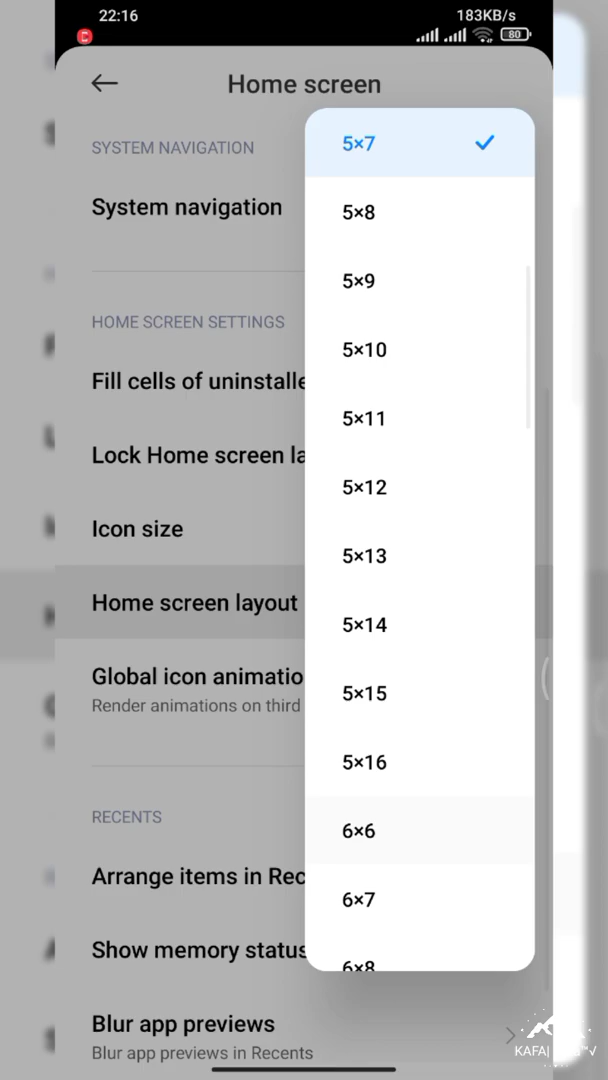 22:16
183KB/s
80
Home screen
SYSTEM NAVIGATION
System navigation
HOME SCREEN SETTINGS
Fill cells of uninstalle
Lock Home screen la
Icon size
Home screen layout
Global icon animatio
Render animations on third
RECENTS
Arrange items in Rec
Show memory status
Blur app previews
Blur app previews in Recents
5×7
5×8
5×9
5×10
5×11
5×12
5×13
5×14
5×15
5×16
6×6
6×7
6×8
KAFA